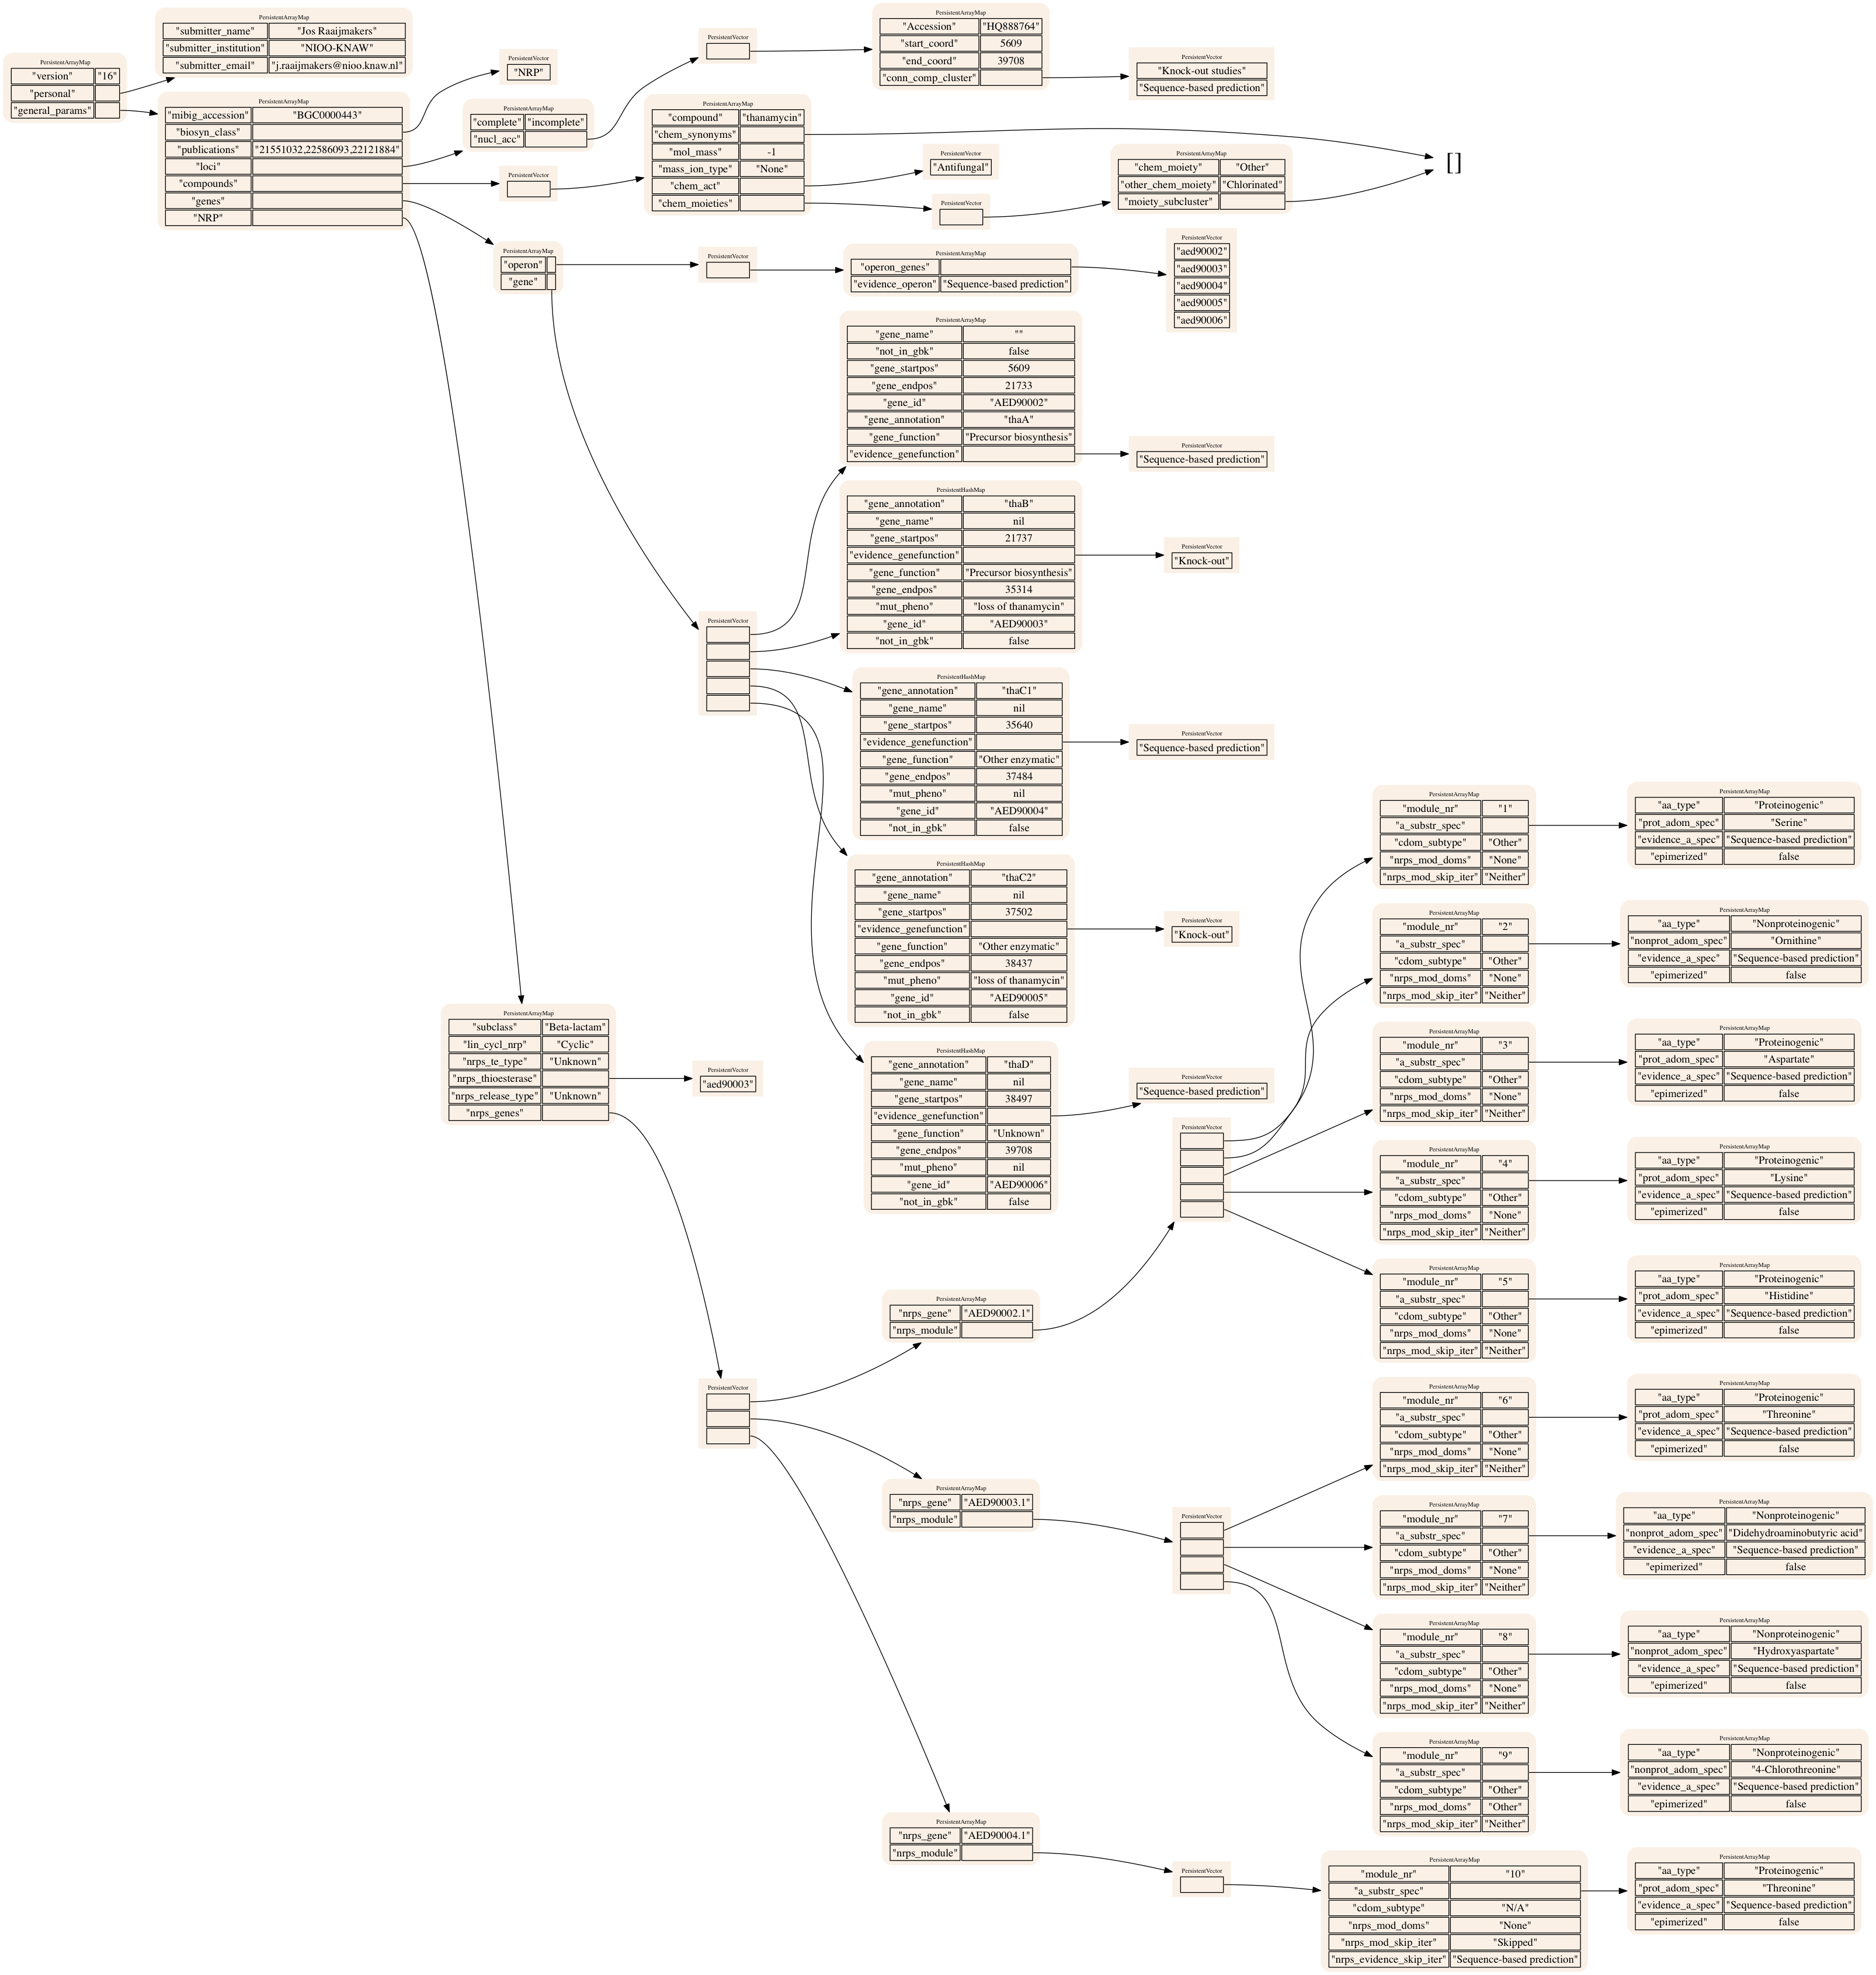 PersistentArrayMap
"version" "16"
"personal"
"general_params"
PersistentArrayMap
"submitter_name" "Jos Raaijmakers"
"submitter_institution" "NIOO-KNAW"
"submitter_email" "j.raaijmakers@nioo.knaw.nl"
PersistentArrayMap
"mibig_accession" "BGC0000443"
"biosyn_class"
"publications" "21551032,22586093,22121884"
"loci"
"compounds"
"genes"
"NRP"
PersistentVector
"NRP"
PersistentArrayMap
"complete" "incomplete"
"nucl_acc"
PersistentVector
PersistentArrayMap
"Accession" "HQ888764"
"start_coord" 5609
"end_coord" 39708
"conn_comp_cluster"
PersistentVector
"Knock-out studies"
"Sequence-based prediction"
PersistentVector
PersistentArrayMap
"compound" "thanamycin"
"chem_synonyms"
"mol_mass" -1
"mass_ion_type" "None"
"chem_act"
"chem_moieties"
PersistentVector
"Antifungal"
PersistentVector
PersistentArrayMap
"chem_moiety" "Other"
"other_chem_moiety" "Chlorinated"
"moiety_subcluster"
[]
PersistentArrayMap
"operon"
"gene"
PersistentVector
PersistentArrayMap
"operon_genes"
"evidence_operon" "Sequence-based prediction"
PersistentVector
"aed90002"
"aed90003"
"aed90004"
"aed90005"
"aed90006"
PersistentVector
PersistentArrayMap
"gene_name" ""
"not_in_gbk" false
"gene_startpos" 5609
"gene_endpos" 21733
"gene_id" "AED90002"
"gene_annotation" "thaA"
"gene_function" "Precursor biosynthesis"
"evidence_genefunction"
PersistentVector
"Sequence-based prediction"
PersistentHashMap
"gene_annotation" "thaB"
"gene_name" nil
"gene_startpos" 21737
"evidence_genefunction"
"gene_function" "Precursor biosynthesis"
"gene_endpos" 35314
"mut_pheno" "loss of thanamycin"
"gene_id" "AED90003"
"not_in_gbk" false
PersistentVector
"Knock-out"
PersistentHashMap
"gene_annotation" "thaC1"
"gene_name" nil
"gene_startpos" 35640
"evidence_genefunction"
"gene_function" "Other enzymatic"
"gene_endpos" 37484
"mut_pheno" nil
"gene_id" "AED90004"
"not_in_gbk" false
PersistentVector
"Sequence-based prediction"
PersistentHashMap
"gene_annotation" "thaC2"
"gene_name" nil
"gene_startpos" 37502
"evidence_genefunction"
"gene_function" "Other enzymatic"
"gene_endpos" 38437
"mut_pheno" "loss of thanamycin"
"gene_id" "AED90005"
"not_in_gbk" false
PersistentVector
"Knock-out"
PersistentHashMap
"gene_annotation" "thaD"
"gene_name" nil
"gene_startpos" 38497
"evidence_genefunction"
"gene_function" "Unknown"
"gene_endpos" 39708
"mut_pheno" nil
"gene_id" "AED90006"
"not_in_gbk" false
PersistentVector
"Sequence-based prediction"
PersistentArrayMap
"subclass" "Beta-lactam"
"lin_cycl_nrp" "Cyclic"
"nrps_te_type" "Unknown"
"nrps_thioesterase"
"nrps_release_type" "Unknown"
"nrps_genes"
PersistentVector
"aed90003"
PersistentVector
PersistentArrayMap
"nrps_gene" "AED90002.1"
"nrps_module"
PersistentVector
PersistentArrayMap
"module_nr" "1"
"a_substr_spec"
"cdom_subtype" "Other"
"nrps_mod_doms" "None"
"nrps_mod_skip_iter" "Neither"
PersistentArrayMap
"aa_type" "Proteinogenic"
"prot_adom_spec" "Serine"
"evidence_a_spec" "Sequence-based prediction"
"epimerized" false
PersistentArrayMap
"module_nr" "2"
"a_substr_spec"
"cdom_subtype" "Other"
"nrps_mod_doms" "None"
"nrps_mod_skip_iter" "Neither"
PersistentArrayMap
"aa_type" "Nonproteinogenic"
"nonprot_adom_spec" "Ornithine"
"evidence_a_spec" "Sequence-based prediction"
"epimerized" false
PersistentArrayMap
"module_nr" "3"
"a_substr_spec"
"cdom_subtype" "Other"
"nrps_mod_doms" "None"
"nrps_mod_skip_iter" "Neither"
PersistentArrayMap
"aa_type" "Proteinogenic"
"prot_adom_spec" "Aspartate"
"evidence_a_spec" "Sequence-based prediction"
"epimerized" false
PersistentArrayMap
"module_nr" "4"
"a_substr_spec"
"cdom_subtype" "Other"
"nrps_mod_doms" "None"
"nrps_mod_skip_iter" "Neither"
PersistentArrayMap
"aa_type" "Proteinogenic"
"prot_adom_spec" "Lysine"
"evidence_a_spec" "Sequence-based prediction"
"epimerized" false
PersistentArrayMap
"module_nr" "5"
"a_substr_spec"
"cdom_subtype" "Other"
"nrps_mod_doms" "None"
"nrps_mod_skip_iter" "Neither"
PersistentArrayMap
"aa_type" "Proteinogenic"
"prot_adom_spec" "Histidine"
"evidence_a_spec" "Sequence-based prediction"
"epimerized" false
PersistentArrayMap
"nrps_gene" "AED90003.1"
"nrps_module"
PersistentVector
PersistentArrayMap
"module_nr" "6"
"a_substr_spec"
"cdom_subtype" "Other"
"nrps_mod_doms" "None"
"nrps_mod_skip_iter" "Neither"
PersistentArrayMap
"aa_type" "Proteinogenic"
"prot_adom_spec" "Threonine"
"evidence_a_spec" "Sequence-based prediction"
"epimerized" false
PersistentArrayMap
"module_nr" "7"
"a_substr_spec"
"cdom_subtype" "Other"
"nrps_mod_doms" "None"
"nrps_mod_skip_iter" "Neither"
PersistentArrayMap
"aa_type" "Nonproteinogenic"
"nonprot_adom_spec" "Didehydroaminobutyric acid"
"evidence_a_spec" "Sequence-based prediction"
"epimerized" false
PersistentArrayMap
"module_nr" "8"
"a_substr_spec"
"cdom_subtype" "Other"
"nrps_mod_doms" "None"
"nrps_mod_skip_iter" "Neither"
PersistentArrayMap
"aa_type" "Nonproteinogenic"
"nonprot_adom_spec" "Hydroxyaspartate"
"evidence_a_spec" "Sequence-based prediction"
"epimerized" false
PersistentArrayMap
"module_nr" "9"
"a_substr_spec"
"cdom_subtype" "Other"
"nrps_mod_doms" "Other"
"nrps_mod_skip_iter" "Neither"
PersistentArrayMap
"aa_type" "Nonproteinogenic"
"nonprot_adom_spec" "4-Chlorothreonine"
"evidence_a_spec" "Sequence-based prediction"
"epimerized" false
PersistentArrayMap
"nrps_gene" "AED90004.1"
"nrps_module"
PersistentVector
PersistentArrayMap
"module_nr" "10"
"a_substr_spec"
"cdom_subtype" "N/A"
"nrps_mod_doms" "None"
"nrps_mod_skip_iter" "Skipped"
"nrps_evidence_skip_iter" "Sequence-based prediction"
PersistentArrayMap
"aa_type" "Proteinogenic"
"prot_adom_spec" "Threonine"
"evidence_a_spec" "Sequence-based prediction"
"epimerized" false